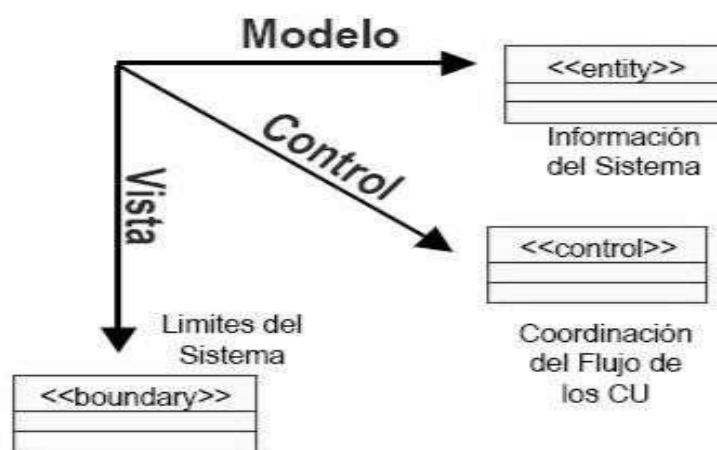 Modelo
<<entity>>
Información
del Sistema
Control
Vista
<<control>>
Coordinación
del Flujo de
los CU
Limites del
Sistema
<<boundary>>